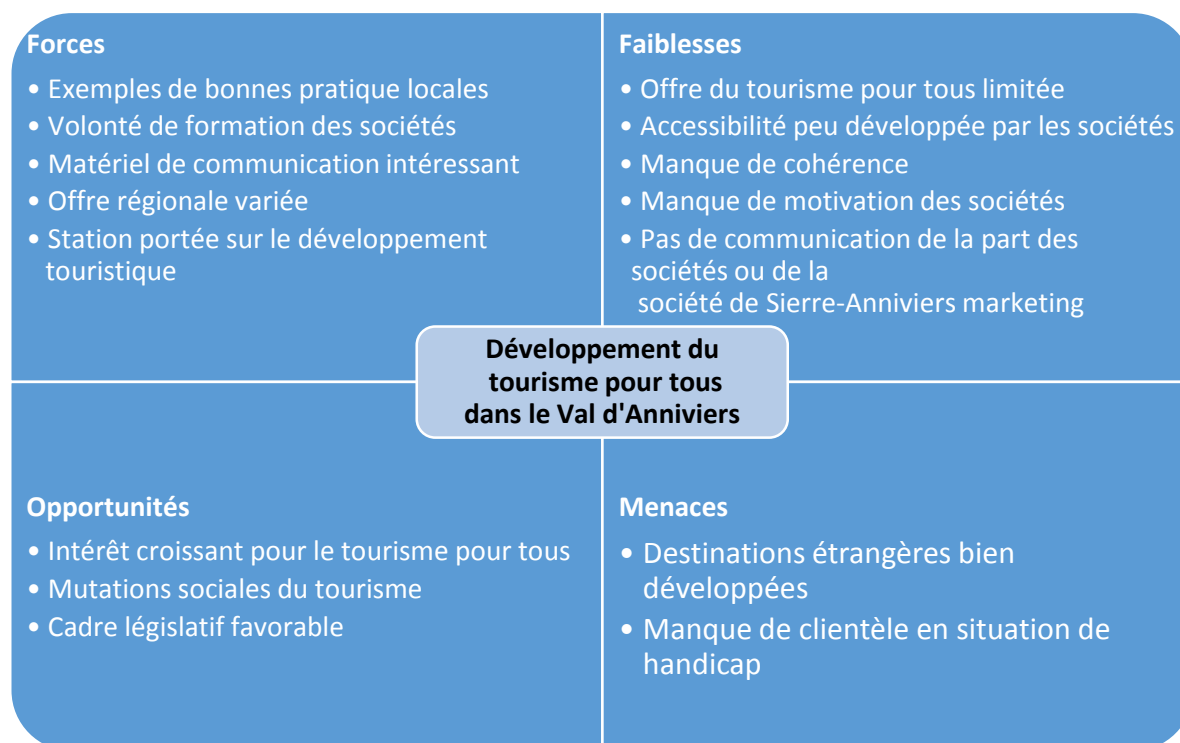 Forces
• Exemples de bonnes pratique locales
• Volonté de formation des sociétés
• Matériel de communication intéressant
• Offre régionale variée
• Station portée sur le développement
touristique
Faiblesses
• Offre du tourisme pour tous limitée
• Accessibilité peu développée par les sociétés
• Manque de cohérence
• Manque de motivation des sociétés
• Pas de communication de la part des
sociétés ou de la
société de Sierre-Anniviers marketing
Développement du
tourisme pour tous
dans le Val d'Anniviers
Opportunités
• Intérêt croissant pour le tourisme pour tous
• Mutations sociales du tourisme
• Cadre législatif favorable
Menaces
• Destinations étrangères bien
développées
• Manque de clientèle en situation de
handicap